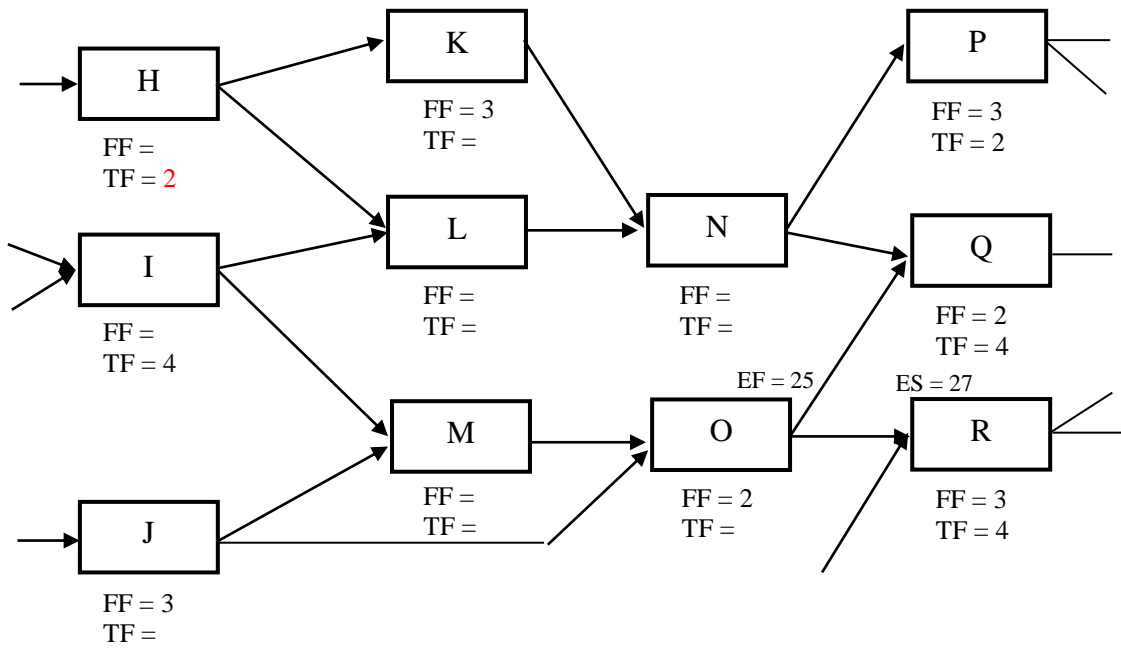 H
FF =
TF = 2
K
FF = 3
TF =
P
FF = 3
TF = 2
I
FF =
TF = 4
L
FF =
TF =
N
FF =
TF =
Q
FF = 2
TF = 4
M
FF =
TF =
EF = 25
O
FF = 2
TF =
ES = 27
R
FF = 3
TF = 4
J
FF = 3
TF =